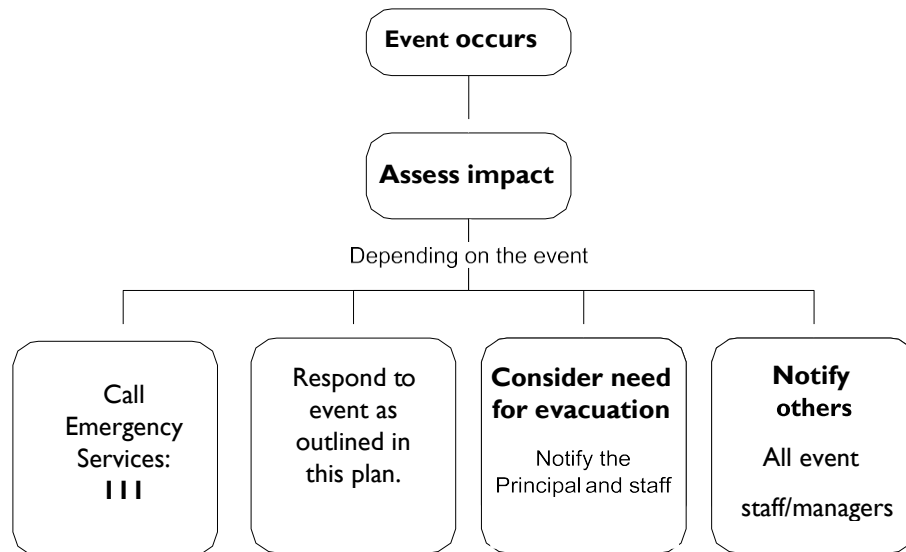 Event occurs
Assess impact
Depending on the event
Call
Emergency
Services:
111
Respond to
event as
outlined in
this plan.
Consider need
for evacuation
Notify the
Principal and staff
Notify
others
All event
staff/managers